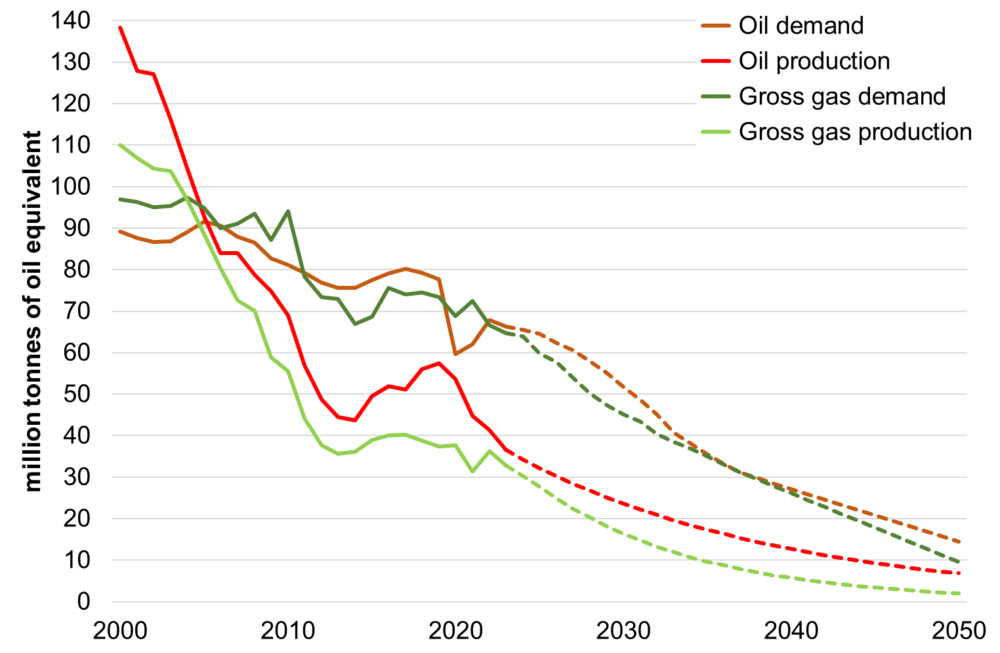 140
130
120
110
100
90
80
70
60
50
40
30
20
10
0
million tonnes of oil equivalent
Oil demand
Oil production
Gross gas demand
Gross gas production
2000 2010 2020 2030 2040 2050